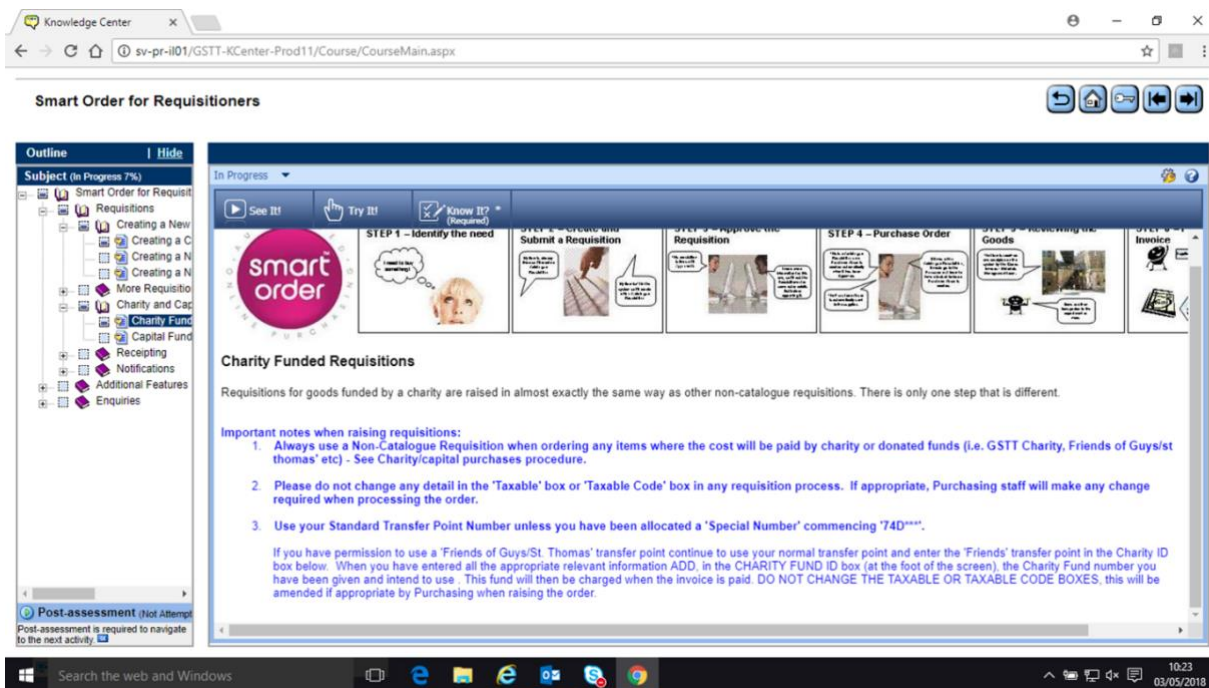 Knowledge Center
sv-pr-il01/GSTT-KCenter-Prod11/Course/CourseMain.aspx
Smart Order for Requisitioners
Outline | Hide
Subject (In Progress 7%)
Smart Order for Requisit
Requisitions
Creating a New
Creating a C
Creating a N
Creating a N
More Requisitio
Charity and Cap
Charity Fund
Capital Fund
Receipting
Notifications
Additional Features
Enquiries
Post-assessment (Not Attempt
Post-assessment is required to navigate
to the next activity.
In Progress
See It! Try It! Know It? *
(Required)
smart
order
STEP 1 – Identify the need
Submit a Requisition
Requisition
STEP 4 – Purchase Order
Goods
Invoice
Charity Funded Requisitions
Requisitions for goods funded by a charity are raised in almost exactly the same way as other non-catalogue requisitions. There is only one step that is different.
Important notes when raising requisitions:
1. Always use a Non-Catalogue Requisition when ordering any items where the cost will be paid by charity or donated funds (i.e. GSTT Charity, Friends of Guys/st
thomas' etc) - See Charity/capital purchases procedure.
2. Please do not change any detail in the 'Taxable' box or 'Taxable Code' box in any requisition process. If appropriate, Purchasing staff will make any change
required when processing the order.
3. Use your Standard Transfer Point Number unless you have been allocated a 'Special Number' commencing '74D***'.
If you have permission to use a 'Friends of Guys/St. Thomas' transfer point continue to use your normal transfer point and enter the 'Friends' transfer point in the Charity ID
box below. When you have entered all the appropriate relevant information ADD, in the CHARITY FUND ID box (at the foot of the screen), the Charity Fund number you
have been given and intend to use . This fund will then be charged when the invoice is paid. DO NOT CHANGE THE TAXABLE OR TAXABLE CODE BOXES, this will be
amended if appropriate by Purchasing when raising the order.
Search the web and Windows
10:23
03/05/2018